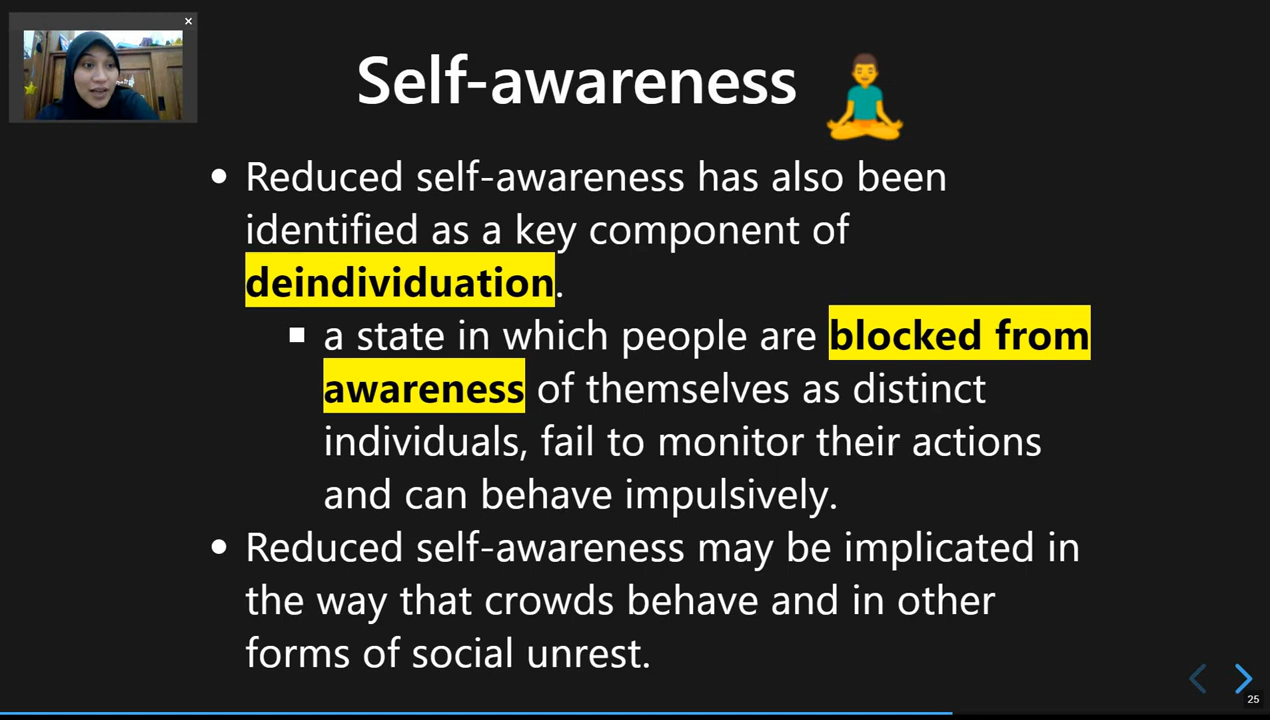 Self-awareness
Reduced self-awareness has also been
identified as a key component of
deindividuation.
a state in which people are blocked from
awareness of themselves as distinct
individuals, fail to monitor their actions
and can behave impulsively.
Reduced self-awareness may be implicated in
the way that crowds behave and in other
forms of social unrest.
25